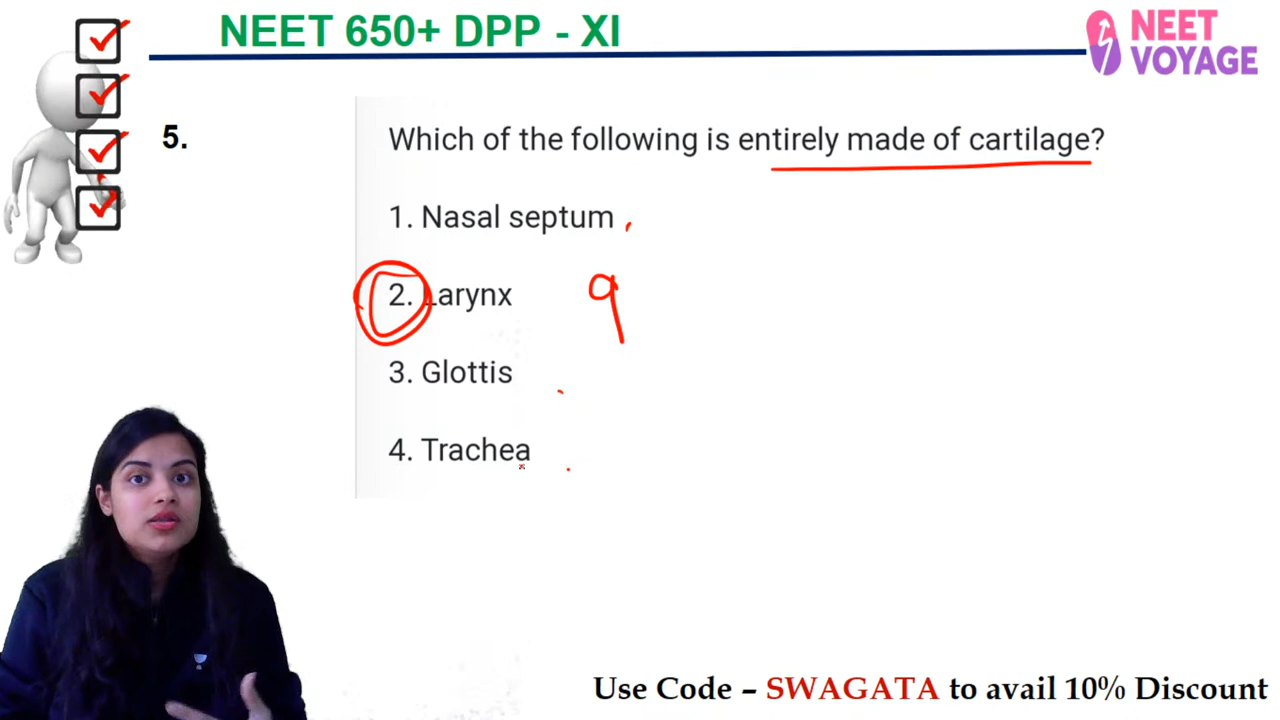 NEET 650+ DPP - XI
NEET
VOYAGE
5.
Which of the following is entirely made of cartilage?
1. Nasal septum
2. Larynx
9
3. Glottis
4. Trachea
Use Code – SWAGATA to avail 10% Discount